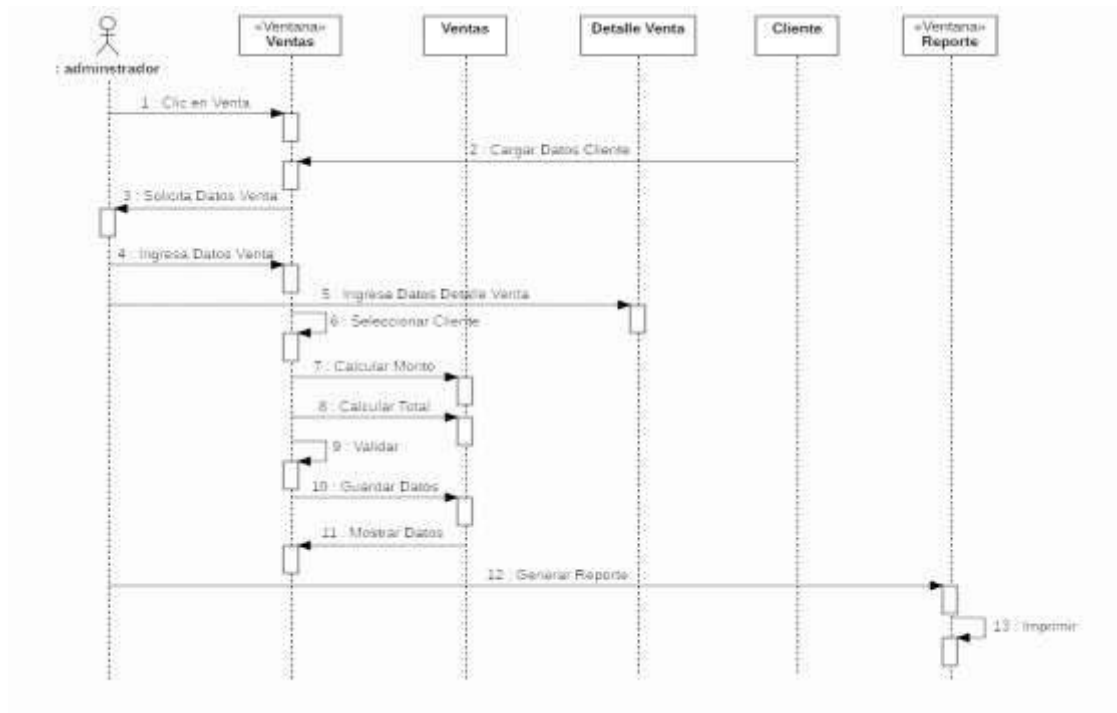 «Ventana»
Ventas
Ventas
Detalle Venta
Cliente
«Ventana»
Reporte
: adminstrador
1 : Clic en Venta
2 : Cargar Datos Cliente
3 : Solicita Datos Venta
4 : Ingresa Datos Venta
5 : Ingresa Datos Detalle Venta
6 : Seleccionar Cliente
7 : Calcular Monto
8 : Calcular Total
9 : Validar
10 : Guardar Datos
11 : Mostrar Datos
12 : Generar Reporte
13 : Imprimir